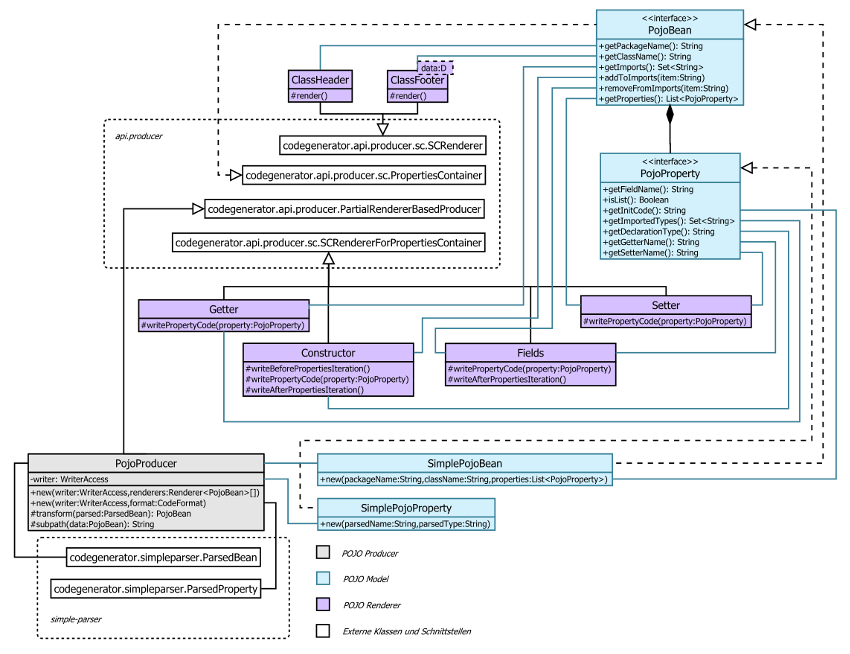 <<interface>>
PojoBean
+getPackageName(): String
+getClassName(): String
+getImports(): Set<String>
+addToImports(item:String)
+removeFromImports(item:String)
+getProperties(): List<PojoProperty>
data:D
ClassHeader
#render()
ClassFooter
#render()
api.producer
codegenerator.api.producer.sc.SCRenderer
codegenerator.api.producer.sc.PropertiesContainer
codegenerator.api.producer.PartialRendererBasedProducer
codegenerator.api.producer.sc.SCRendererForPropertiesContainer
<<interface>>
PojoProperty
+getFieldName(): String
+isList(): Boolean
+getInitCode(): String
+getImportedTypes(): Set<String>
+getDeclarationType(): String
+getGetterName(): String
+getSetterName(): String
Getter
#writePropertyCode(property:PojoProperty)
Setter
#writePropertyCode(property:PojoProperty)
Constructor
#writeBeforePropertiesIteration()
#writePropertyCode(property:PojoProperty)
#writeAfterPropertiesIteration()
Fields
#writePropertyCode(property:PojoProperty)
#writeAfterPropertiesIteration()
PojoProducer
-writer: WriterAccess
+new(writer:WriterAccess,renderers:Renderer<PojoBean>[])
+new(writer:WriterAccess,format:CodeFormat)
#transform(parsed:ParsedBean): PojoBean
#subpath(data:PojoBean): String
SimplePojoBean
+new(packageName:String,className:String,properties:List<PojoProperty>)
SimplePojoProperty
+new(parsedName:String,parsedType:String)
codegenerator.simpleparser.ParsedBean
codegenerator.simpleparser.ParsedProperty
simple-parser
POJO Producer
POJO Model
POJO Renderer
Externe Klassen und Schnittstellen